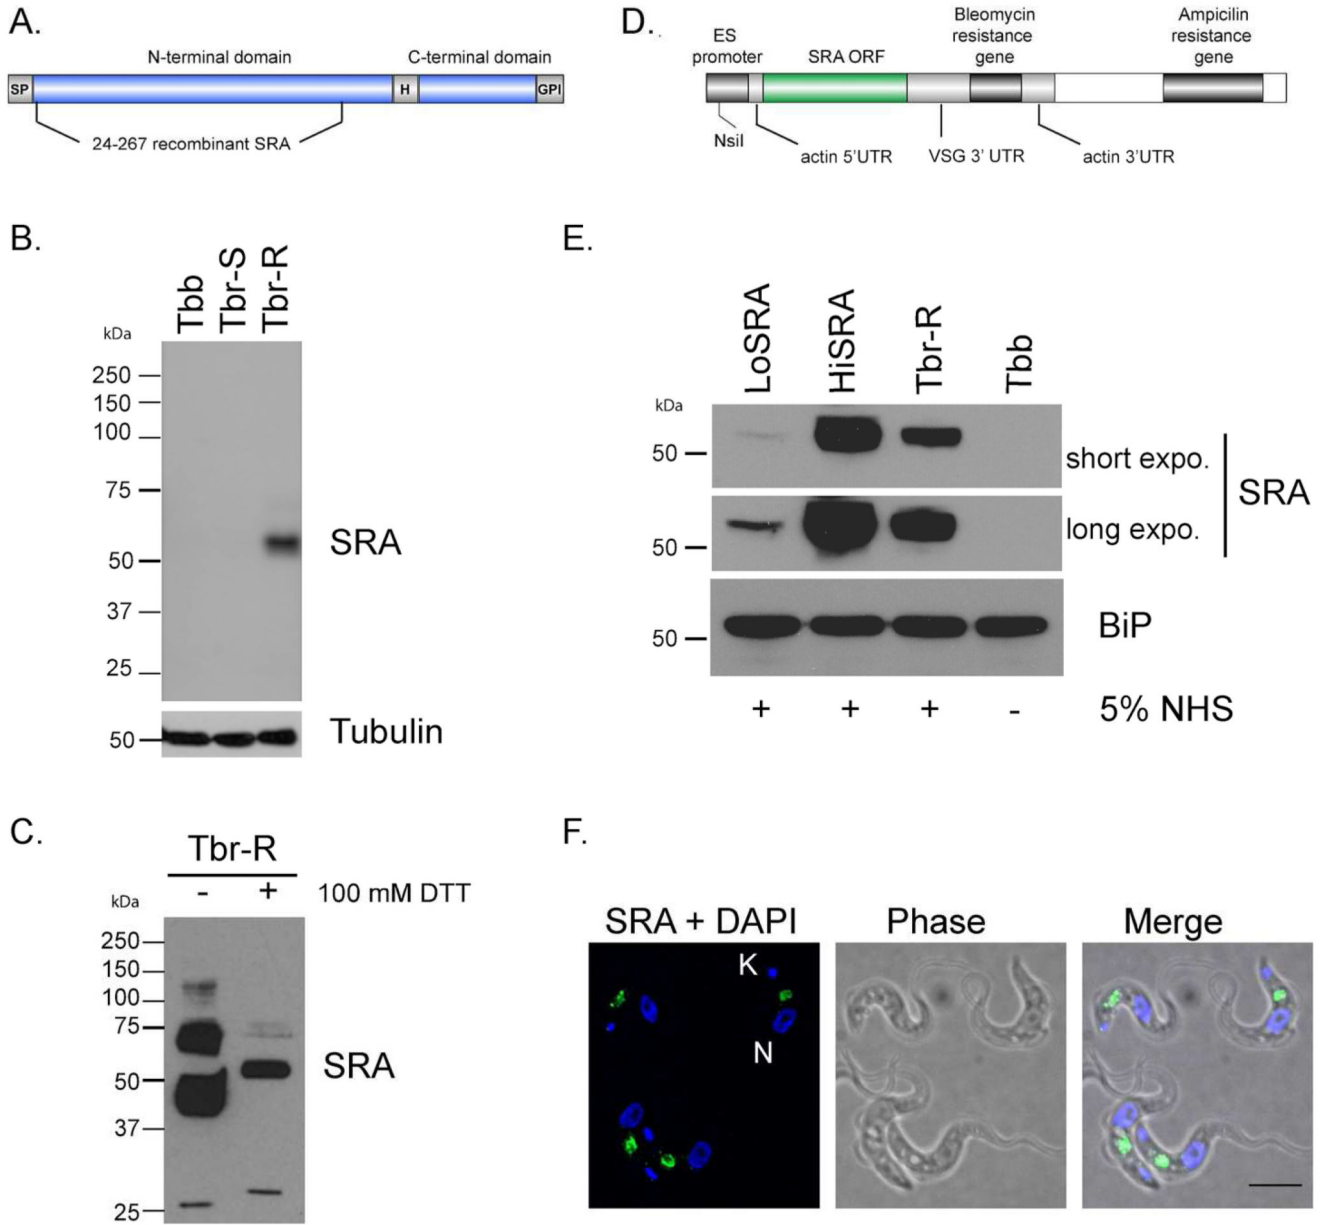 A.
N-terminal domain
C-terminal domain
SP
H
GPI
24-267 recombinant SRA
D.
ES
promoter
SRA ORF
Bleomycin
resistance
gene
Ampicilin
resistance
gene
NsiI
actin 5'UTR
VSG 3' UTR
actin 3'UTR
B.
Tbb
Tbr-S
Tbr-R
kDa
250
150
100
75
50
37
25
SRA
50
Tubulin
E.
LoSRA
HiSRA
Tbr-R
Tbb
kDa
50
short expo.
50
long expo.
SRA
50
BiP
+ + + - 5% NHS
C.
Tbr-R
- + 100 mM DTT
kDa
250
150
100
75
50
37
25
SRA
F.
SRA + DAPI
Phase
Merge
K
N